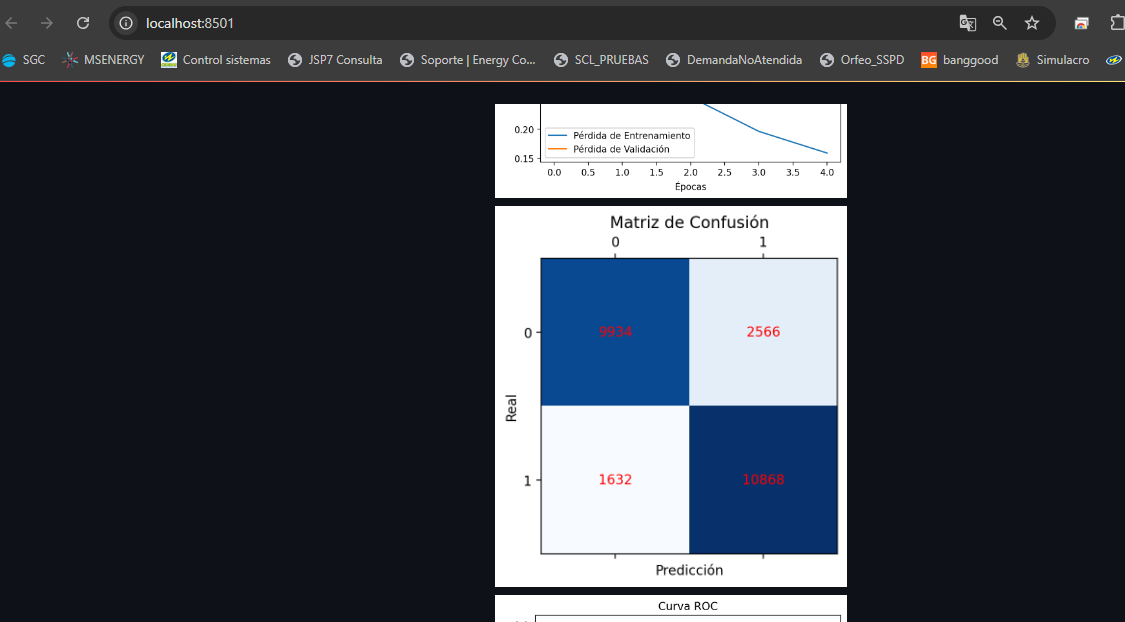 localhost:8501
SGC MSENERGY Control sistemas JSP7 Consulta Soporte | Energy Co... SCL_PRUEBAS DemandaNoAtendida Orfeo_SSPD BG banggood Simulacro
0.20
Pérdida de Entrenamiento
Pérdida de Validación
0.15
0.0 0.5 1.0 1.5 2.0 2.5 3.0 3.5 4.0
Épocas
Matriz de Confusión
0 1
0 9934 2566
Real
1 1632 10868
Predicción
Curva ROC